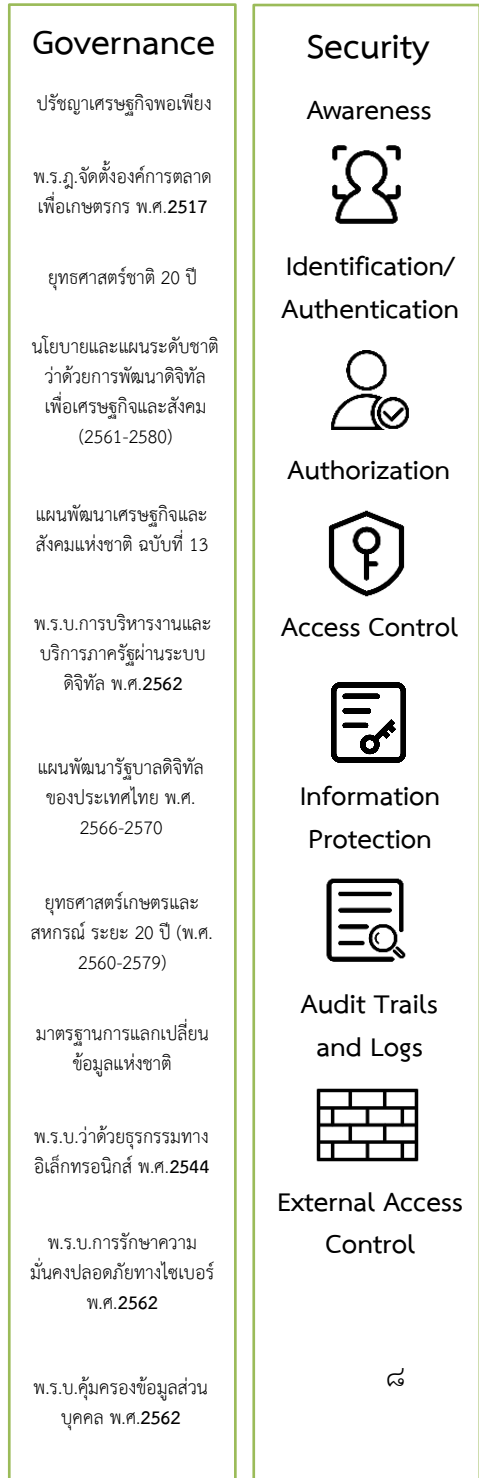 Governance
ปรัชญาเศรษฐกิจพอเพียง
พ.ร.ฎ.จัดตั้งองค์การตลาด
เพื่อเกษตรกร พ.ศ.2517
ยุทธศาสตร์ชาติ 20 ปี
นโยบายและแผนระดับชาติ
ว่าด้วยการพัฒนาดิจิทัล
เพื่อเศรษฐกิจและสังคม
(2561-2580)
แผนพัฒนาเศรษฐกิจและ
สังคมแห่งชาติ ฉบับที่ 13
พ.ร.บ.การบริหารงานและ
บริการภาครัฐผ่านระบบ
ดิจิทัล พ.ศ.2562
แผนพัฒนารัฐบาลดิจิทัล
ของประเทศไทย พ.ศ.
2566-2570
ยุทธศาสตร์เกษตรและ
สหกรณ์ ระยะ 20 ปี (พ.ศ.
2560-2579)
มาตรฐานการแลกเปลี่ยน
ข้อมูลแห่งชาติ
พ.ร.บ.ว่าด้วยธุรกรรมทาง
อิเล็กทรอนิกส์ พ.ศ.2544
พ.ร.บ.การรักษาความ
มั่นคงปลอดภัยทางไซเบอร์
พ.ศ.2562
พ.ร.บ.คุ้มครองข้อมูลส่วน
บุคคล พ.ศ.2562
Security
Awareness
Identification/
Authentication
Authorization
Access Control
Information
Protection
Audit Trails
and Logs
External Access
Control
๘